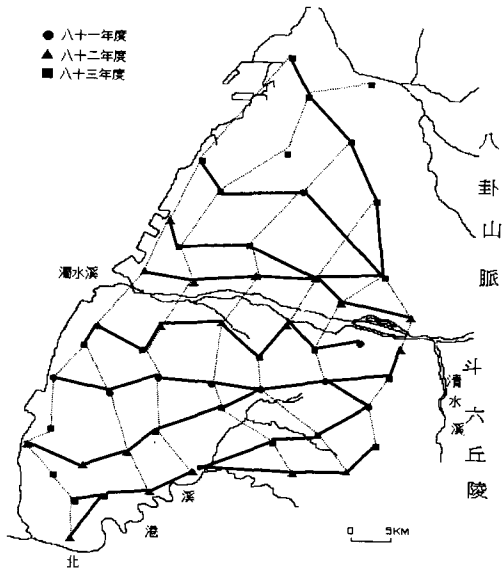 ● 八十一年度
▲ 八十二年度
■ 八十三年度
八卦山脈
濁水溪
斗六丘陵
清水溪
北港溪
0 5KM